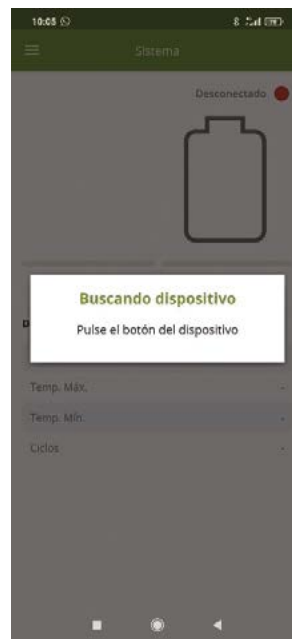 10:05
Sistema
Desconectado
Buscando dispositivo
D
Pulse el botón del dispositivo
Temp. Máx. -
Temp. Mín. -
Ciclos -